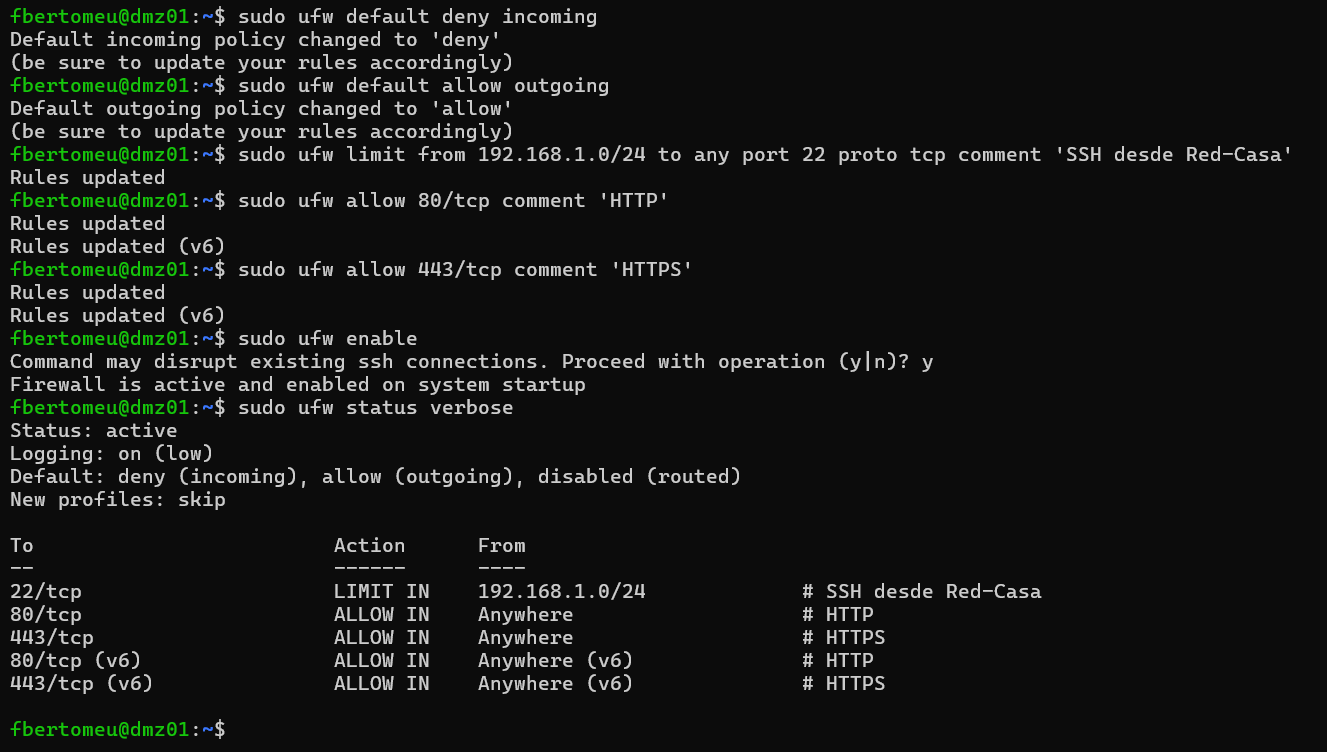 fbertomeu@dmz01:~$ sudo ufw default deny incoming
Default incoming policy changed to 'deny'
(be sure to update your rules accordingly)
fbertomeu@dmz01:~$ sudo ufw default allow outgoing
Default outgoing policy changed to 'allow'
(be sure to update your rules accordingly)
fbertomeu@dmz01:~$ sudo ufw limit from 192.168.1.0/24 to any port 22 proto tcp comment 'SSH desde Red-Casa'
Rules updated
fbertomeu@dmz01:~$ sudo ufw allow 80/tcp comment 'HTTP'
Rules updated
Rules updated (v6)
fbertomeu@dmz01:~$ sudo ufw allow 443/tcp comment 'HTTPS'
Rules updated
Rules updated (v6)
fbertomeu@dmz01:~$ sudo ufw enable
Command may disrupt existing ssh connections. Proceed with operation (y|n)? y
Firewall is active and enabled on system startup
fbertomeu@dmz01:~$ sudo ufw status verbose
Status: active
Logging: on (low)
Default: deny (incoming), allow (outgoing), disabled (routed)
New profiles: skip

To                         Action      From
--                         ------      ----
22/tcp                     LIMIT IN    192.168.1.0/24             # SSH desde Red-Casa
80/tcp                     ALLOW IN    Anywhere                   # HTTP
443/tcp                    ALLOW IN    Anywhere                   # HTTPS
80/tcp (v6)                ALLOW IN    Anywhere (v6)              # HTTP
443/tcp (v6)               ALLOW IN    Anywhere (v6)              # HTTPS

fbertomeu@dmz01:~$